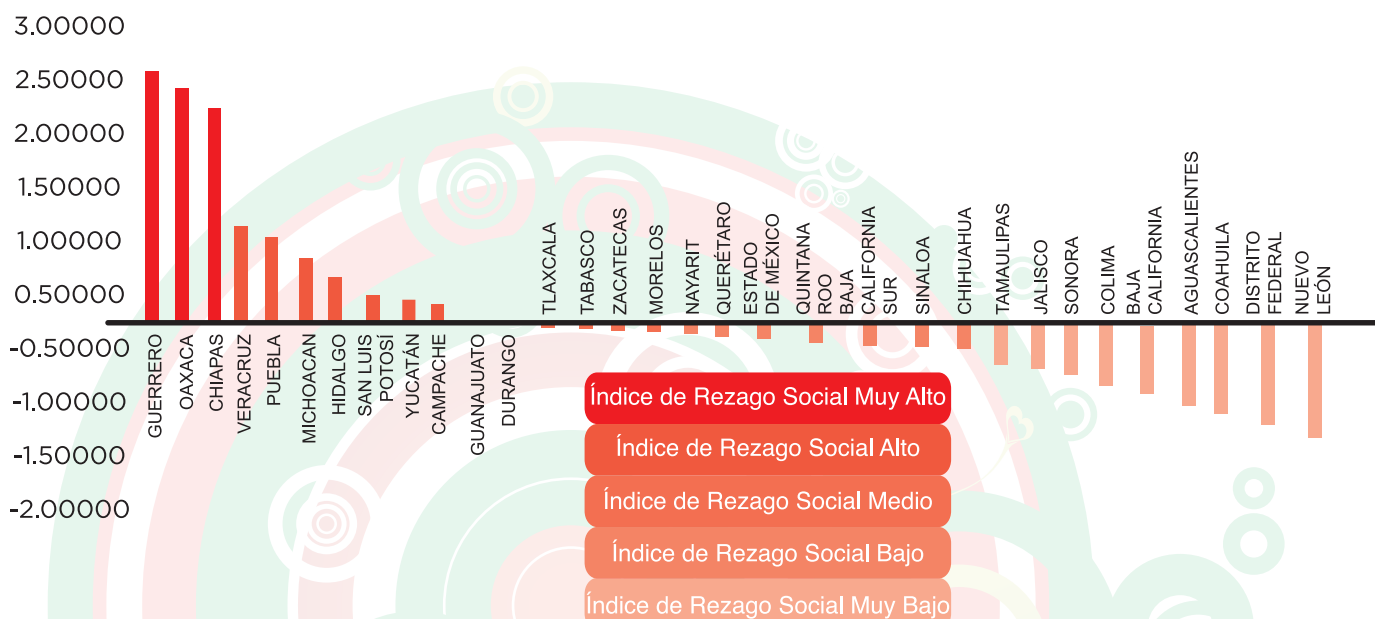 3.00000
2.50000
2.00000
1.50000
1.00000
0.50000
-0.50000
-1.00000
-1.50000
-2.00000
GUERRERO
OAXACA
CHIAPAS
VERACRUZ
PUEBLA
MICHOACAN
HIDALGO
SAN LUIS
POTOSÍ
YUCATÁN
CAMPACHE
GUANAJUATO
DURANGO
TLAXCALA
TABASCO
ZACATECAS
MORELOS
NAYARIT
QUERÉTARO
ESTADO
DE MÉXICO
QUINTANA
ROO
BAJA
CALIFORNIA
SUR
SINALOA
CHIHUAHUA
TAMAULIPAS
JALISCO
SONORA
COLIMA
BAJA
CALIFORNIA
AGUASCALIENTES
COAHUILA
DISTRITO
FEDERAL
NUEVO
LEÓN
Índice de Rezago Social Muy Alto
Índice de Rezago Social Alto
Índice de Rezago Social Medio
Índice de Rezago Social Bajo
Índice de Rezago Social Muy Bajo